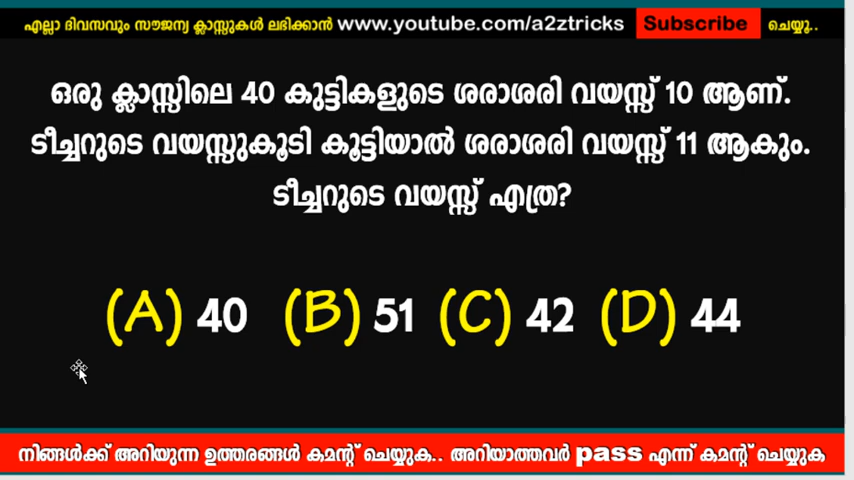 എല്ലാ ദിവസവും സൗജന്യ ക്ലാസ്സുകൾ ലഭിക്കാൻ www.youtube.com/a2ztricks Subscribe ചെയ്യൂ..
ഒരു ക്ലാസ്സിലെ 40 കുട്ടികളുടെ ശരാശരി വയസ്സ് 10 ആണ്.
ടീച്ചറുടെ വയസ്സുകൂടി കൂട്ടിയാൽ ശരാശരി വയസ്സ് 11 ആകും.
ടീച്ചറുടെ വയസ്സ് എത്ര?
(A) 40 (B) 51 (C) 42 (D) 44
നിങ്ങൾക്ക് അറിയുന്ന ഉത്തരങ്ങൾ കമന്റ് ചെയ്യുക.. അറിയാത്തവർ pass എന്ന് കമന്റ് ചെയ്യുക